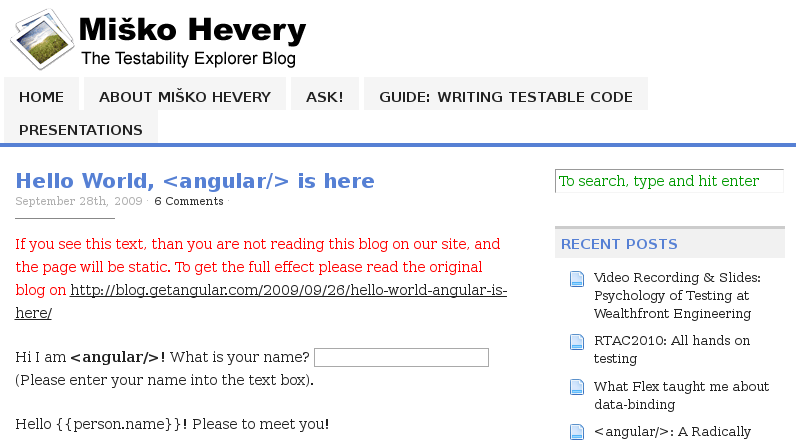 Miško Hevery
The Testability Explorer Blog
HOME
ABOUT MIŠKO HEVERY
ASK!
GUIDE: WRITING TESTABLE CODE
PRESENTATIONS
Hello World, <angular/> is here
September 28th, 2009 · 6 Comments ·
If you see this text, than you are not reading this blog on our site, and
the page will be static. To get the full effect please read the original
blog on http://blog.getangular.com/2009/09/26/hello-world-angular-is-
here/
Hi I am <angular/>! What is your name?
(Please enter your name into the text box).
Hello {{person.name}}! Please to meet you!
To search, type and hit enter
RECENT POSTS
Video Recording & Slides:
Psychology of Testing at
Wealthfront Engineering
RTAC2010: All hands on
testing
What Flex taught me about
data-binding
<angular/>: A Radically